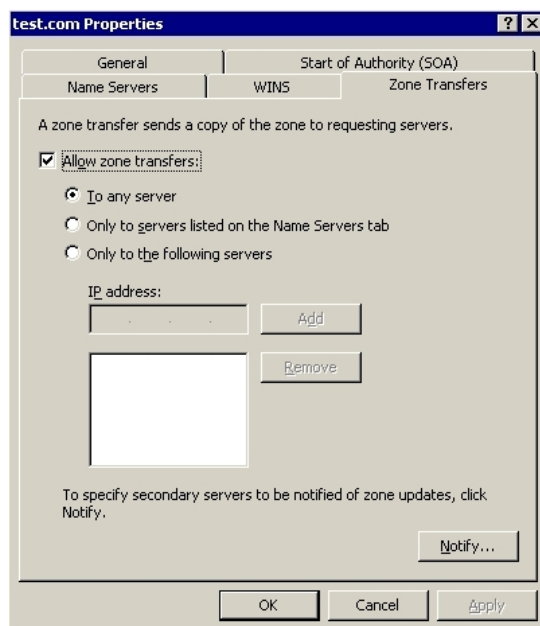 test.com Properties
General
Start of Authority (SOA)
Name Servers
WINS
Zone Transfers
A zone transfer sends a copy of the zone to requesting servers.
Allow zone transfers:
To any server
Only to servers listed on the Name Servers tab
Only to the following servers
IP address:
Add
Remove
To specify secondary servers to be notified of zone updates, click
Notify.
Notify...
OK
Cancel
Apply